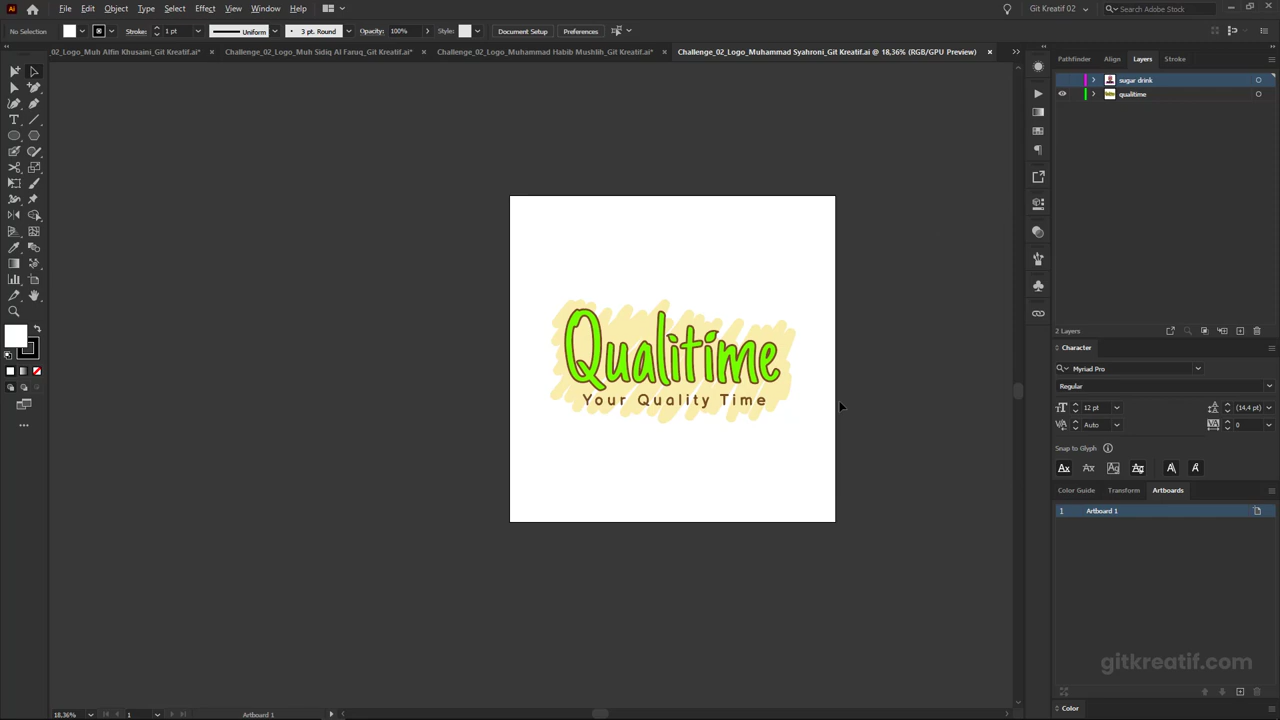 File Edit Object Type Select Effect View Window Help
Git Kreatif 02
Search Adobe Stock
No Selection
Stroke: 1 pt
Uniform
3 pt. Round
Opacity: 100%
Style:
Document Setup
Preferences
02_Logo_Muh Alfin Khusaini_Git Kreatif.ai*
Challenge_02_Logo_Muh Sidiq Al Faruq_Git Kreatif.ai*
Challenge_02_Logo_Muhammad Habib Mushlih_Git Kreatif.ai*
Challenge_02_Logo_Muhammad Syahroni_Git Kreatif.ai @ 18,36% (RGB/GPU Preview)
Pathfinder Align Layers Stroke
sugar drink
qualitime
Qualitime
Your Quality Time
2 Layers
Character
Myriad Pro
Regular
12 pt
(14,4 pt)
Auto
0
Snap to Glyph
Color Guide Transform Artboards
1 Artboard 1
gitkreatif.com
Color
18,36%
1
Artboard 1